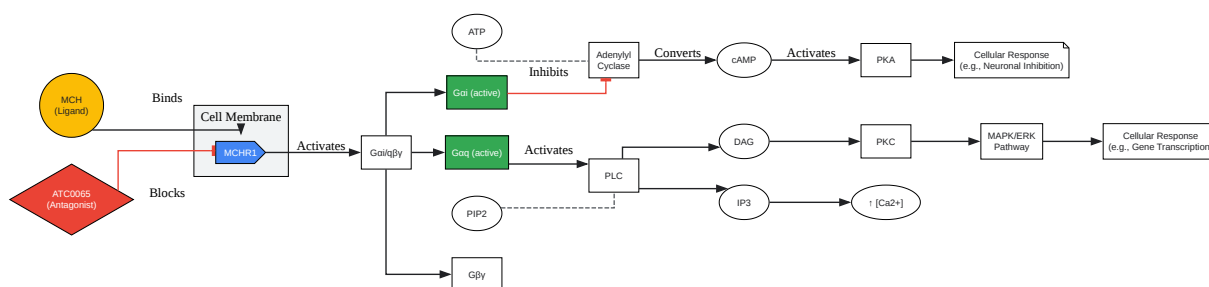 ATP
Adenylyl
Cyclase
Converts
cAMP
Activates
PKA
Cellular Response
(e.g., Neuronal Inhibition)
Inhibits
MCH
(Ligand)
Binds
Gαi (active)
Cell Membrane
MCHR1
Activates
Gαi/qβγ
Gαq (active)
Activates
PLC
DAG
PKC
MAPK/ERK
Pathway
Cellular Response
(e.g., Gene Transcription)
ATC0065
(Antagonist)
Blocks
PIP2
IP3
↑ [Ca2+]
Gβγ